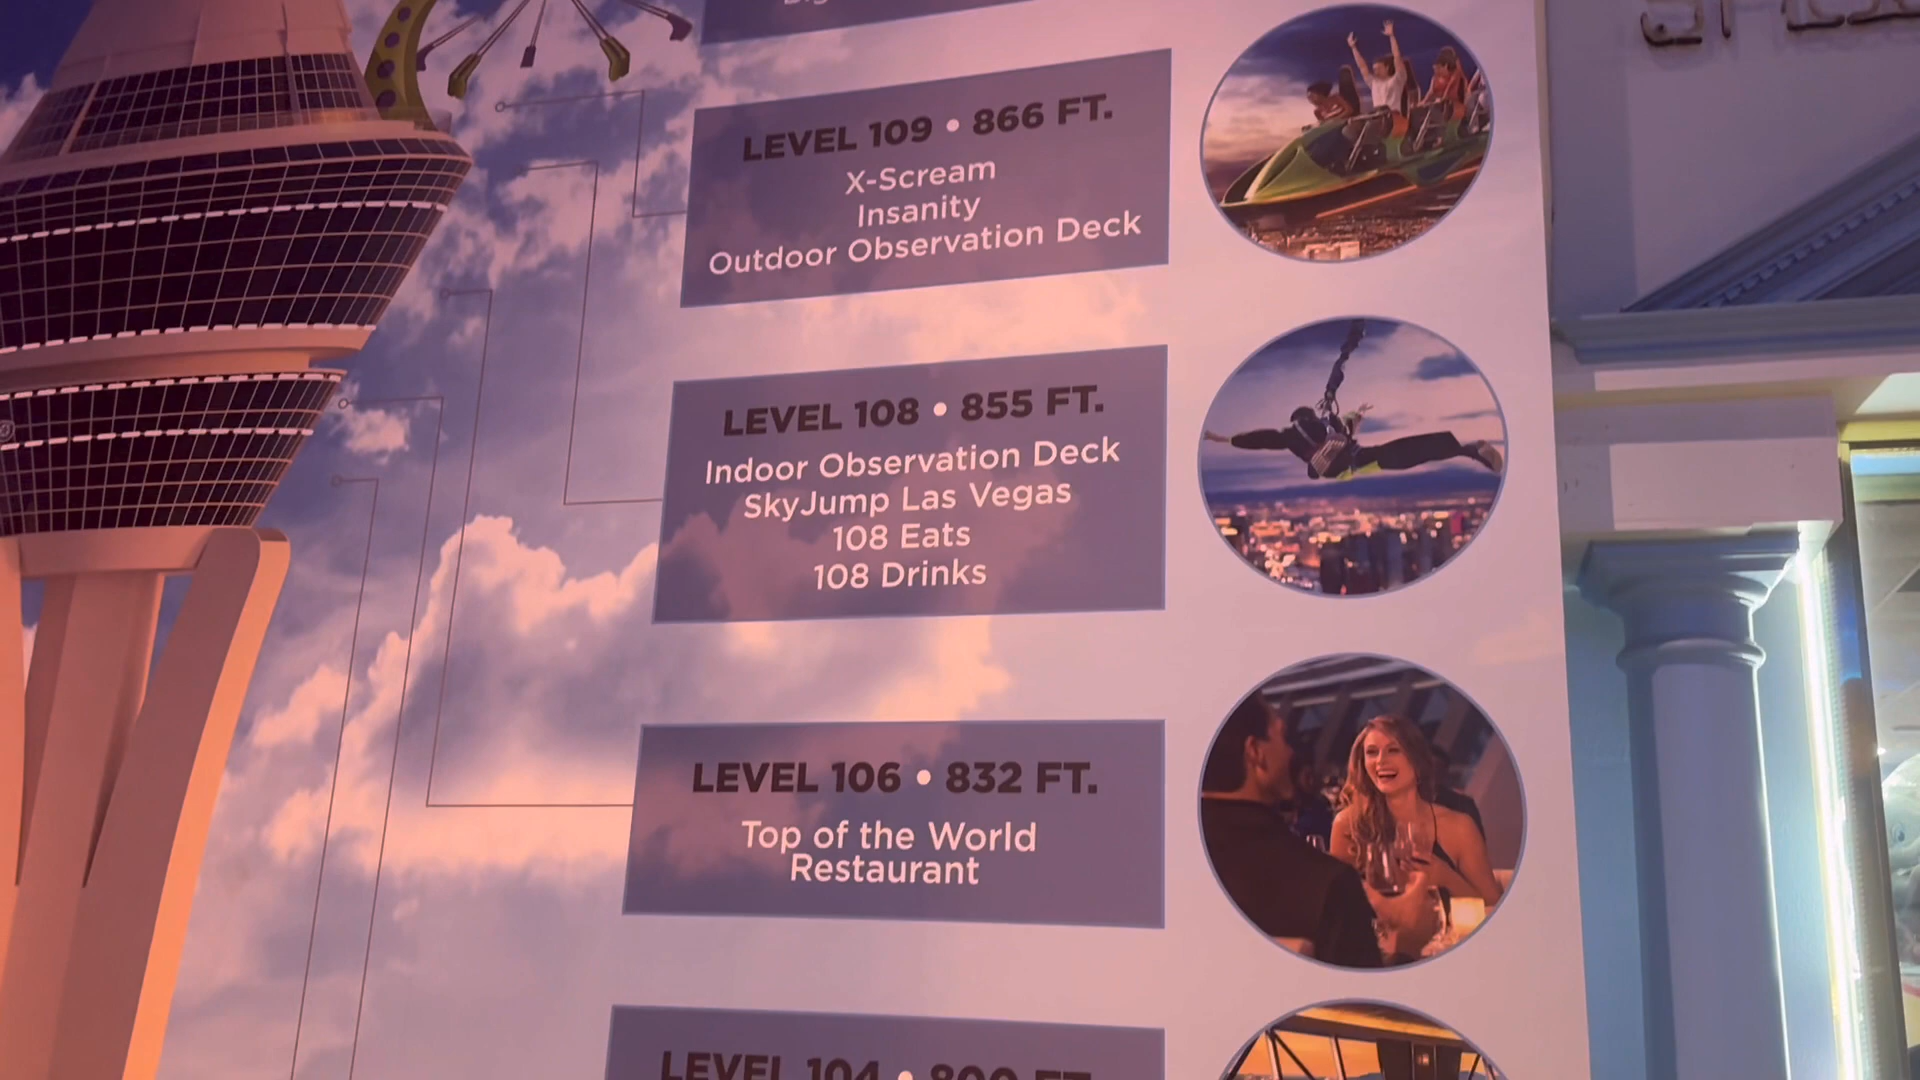 LEVEL 109 • 866 FT.
X-Scream
Insanity
Outdoor Observation Deck
LEVEL 108 • 855 FT.
Indoor Observation Deck
SkyJump Las Vegas
108 Eats
108 Drinks
LEVEL 106 • 832 FT.
Top of the World
Restaurant
LEVEL 104 • 800 FT.